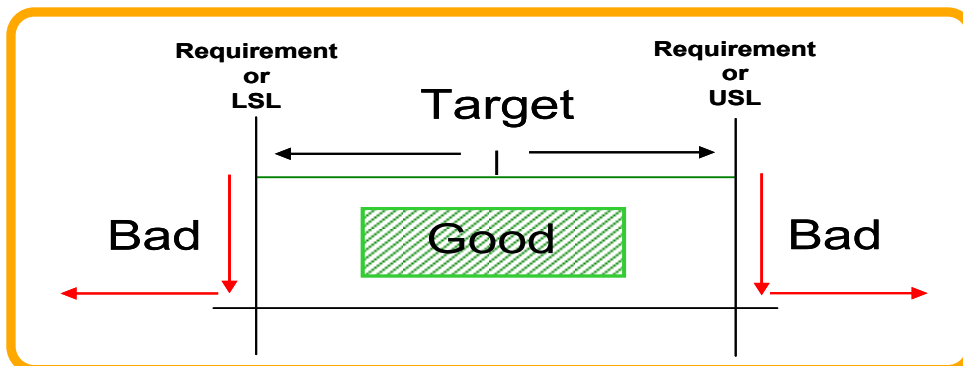 Requirement
or
LSL
Requirement
or
USL
Target
Bad
Good
Bad